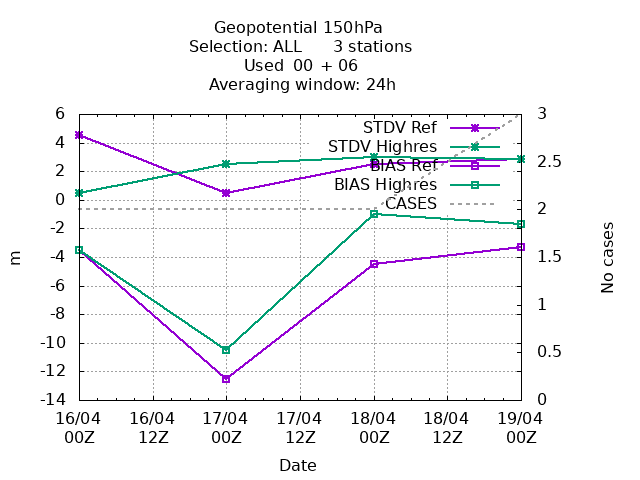 Geopotential 150hPa
Selection: ALL 3 stations
Used 00 + 06
Averaging window: 24h
STDV Ref
STDV Highres
BIAS Ref
BIAS Highres
CASES
6
4
2
0
-2
-4
-6
-8
-10
-12
-14
3
2.5
2
1.5
1
0.5
0
m
No cases
16/04 16/04 17/04 17/04 18/04 18/04 19/04
00Z 12Z 00Z 12Z 00Z 12Z 00Z
Date